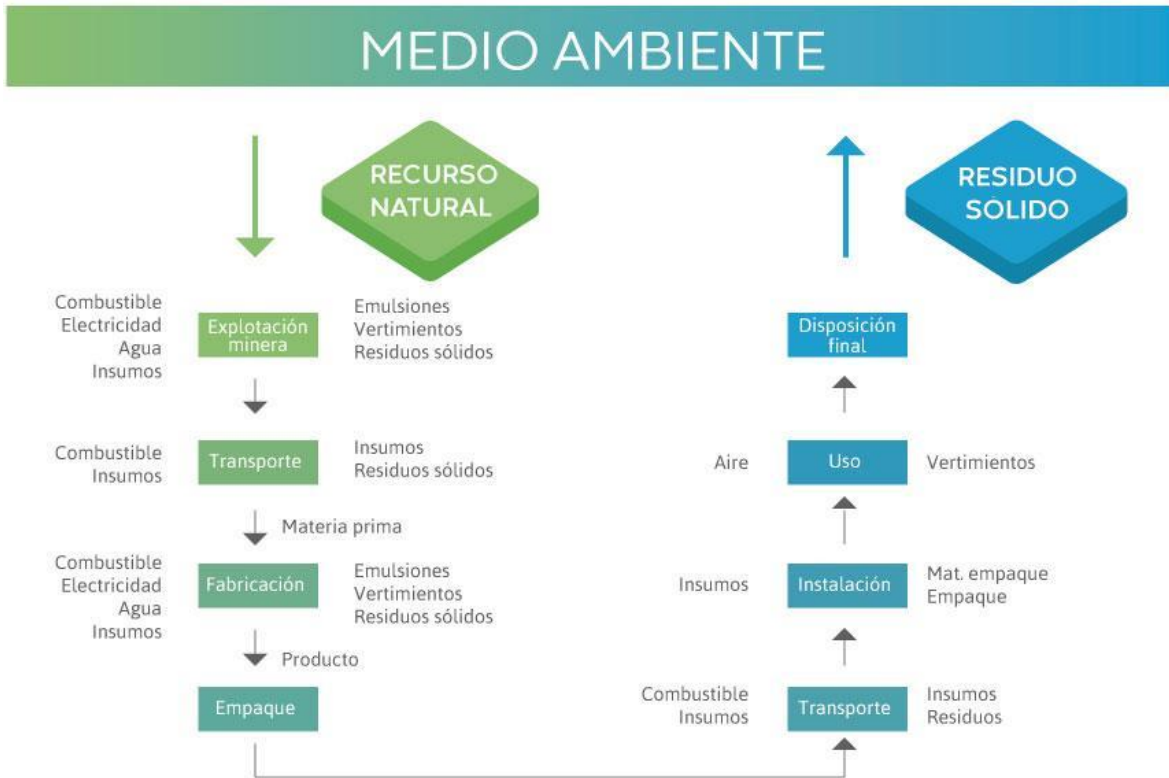 MEDIO AMBIENTE
RECURSO
NATURAL
Combustible
Electricidad
Agua
Insumos
Explotación
minera
Emulsiones
Vertimientos
Residuos sólidos
Combustible
Insumos
Transporte
Insumos
Residuos sólidos
Materia prima
Combustible
Electricidad
Agua
Insumos
Fabricación
Emulsiones
Vertimientos
Residuos sólidos
Producto
Empaque
RESIDUO
SÓLIDO
Disposición
final
Aire
Uso
Vertimientos
Insumos
Instalación
Mat. empaque
Empaque
Combustible
Insumos
Transporte
Insumos
Residuos